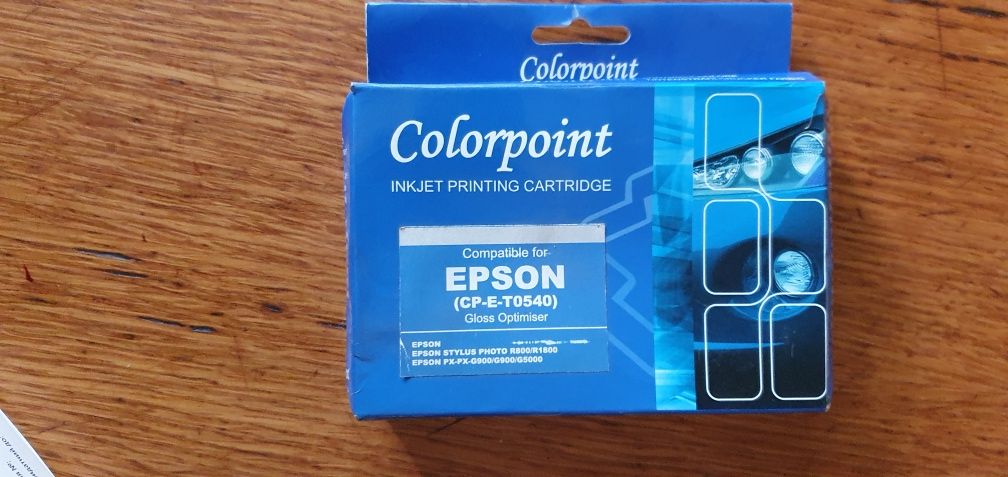 Colorpoint
Colorpoint
INKJET PRINTING CARTRIDGE
Compatible for
EPSON
(CP-E-T0540)
Gloss Optimiser
EPSON
EPSON STYLUS PHOTO R800/R1800
EPSON PX-PX-G900/G900/G5000